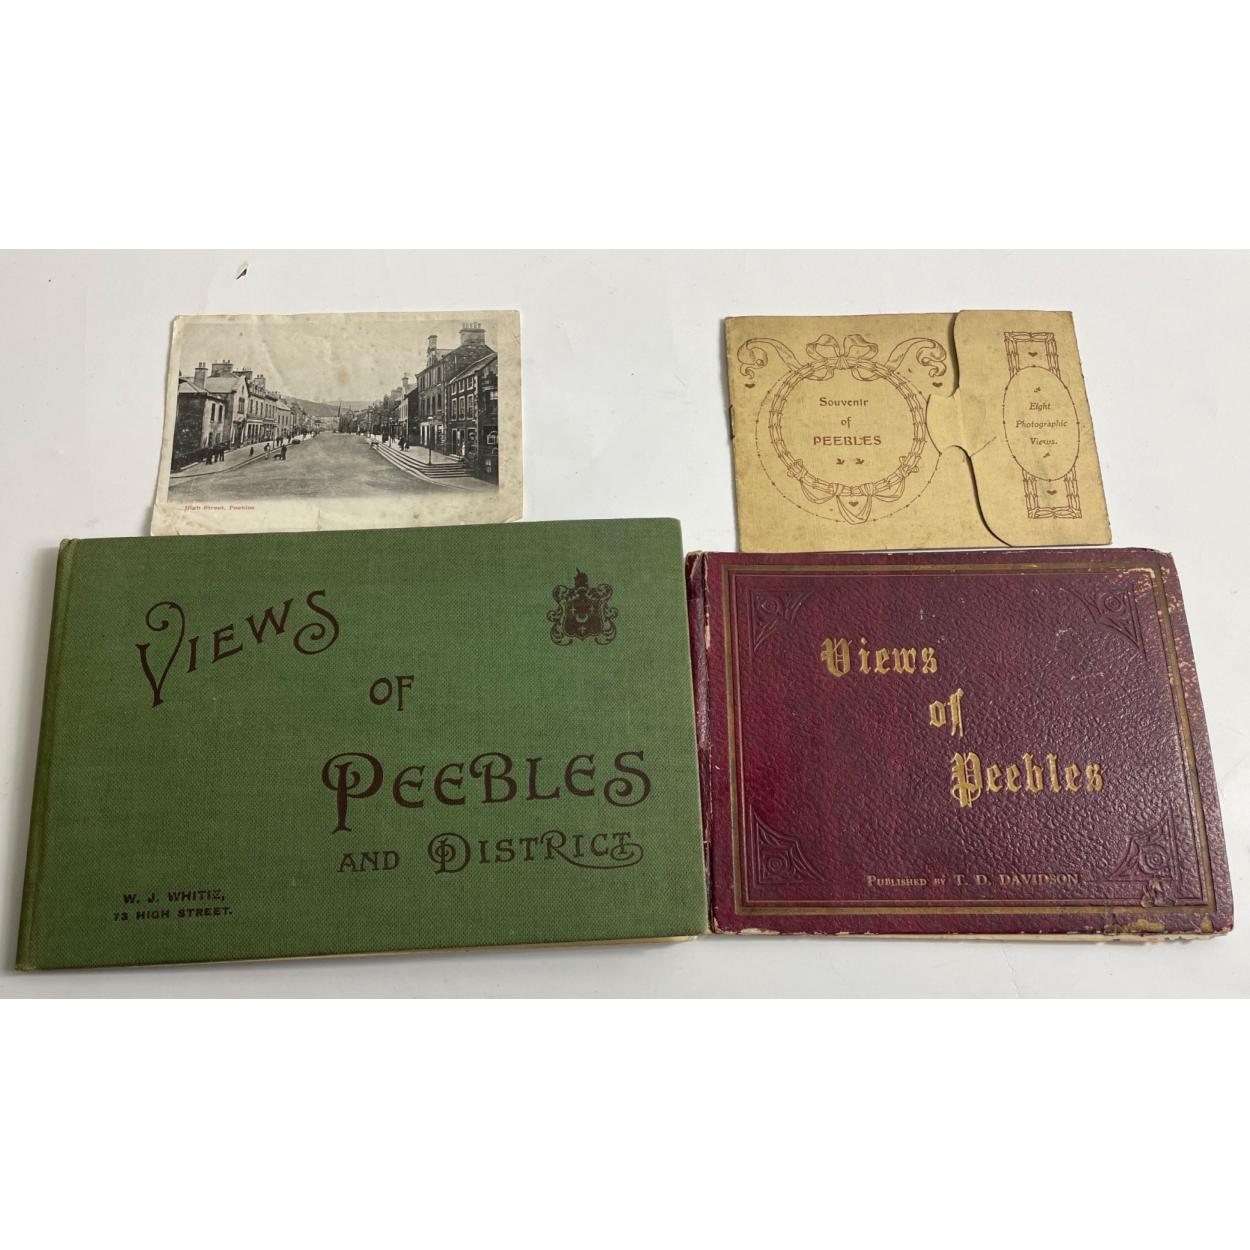 High Street, Peebles
Souvenir
of
PEEBLES
Eight
Photographic
Views.
VIEWS
OF
PEEBLES
AND DISTRICT
W. J. WHITIE,
73 HIGH STREET.
Views
of
Peebles
PUBLISHED BY T. D. DAVIDSON